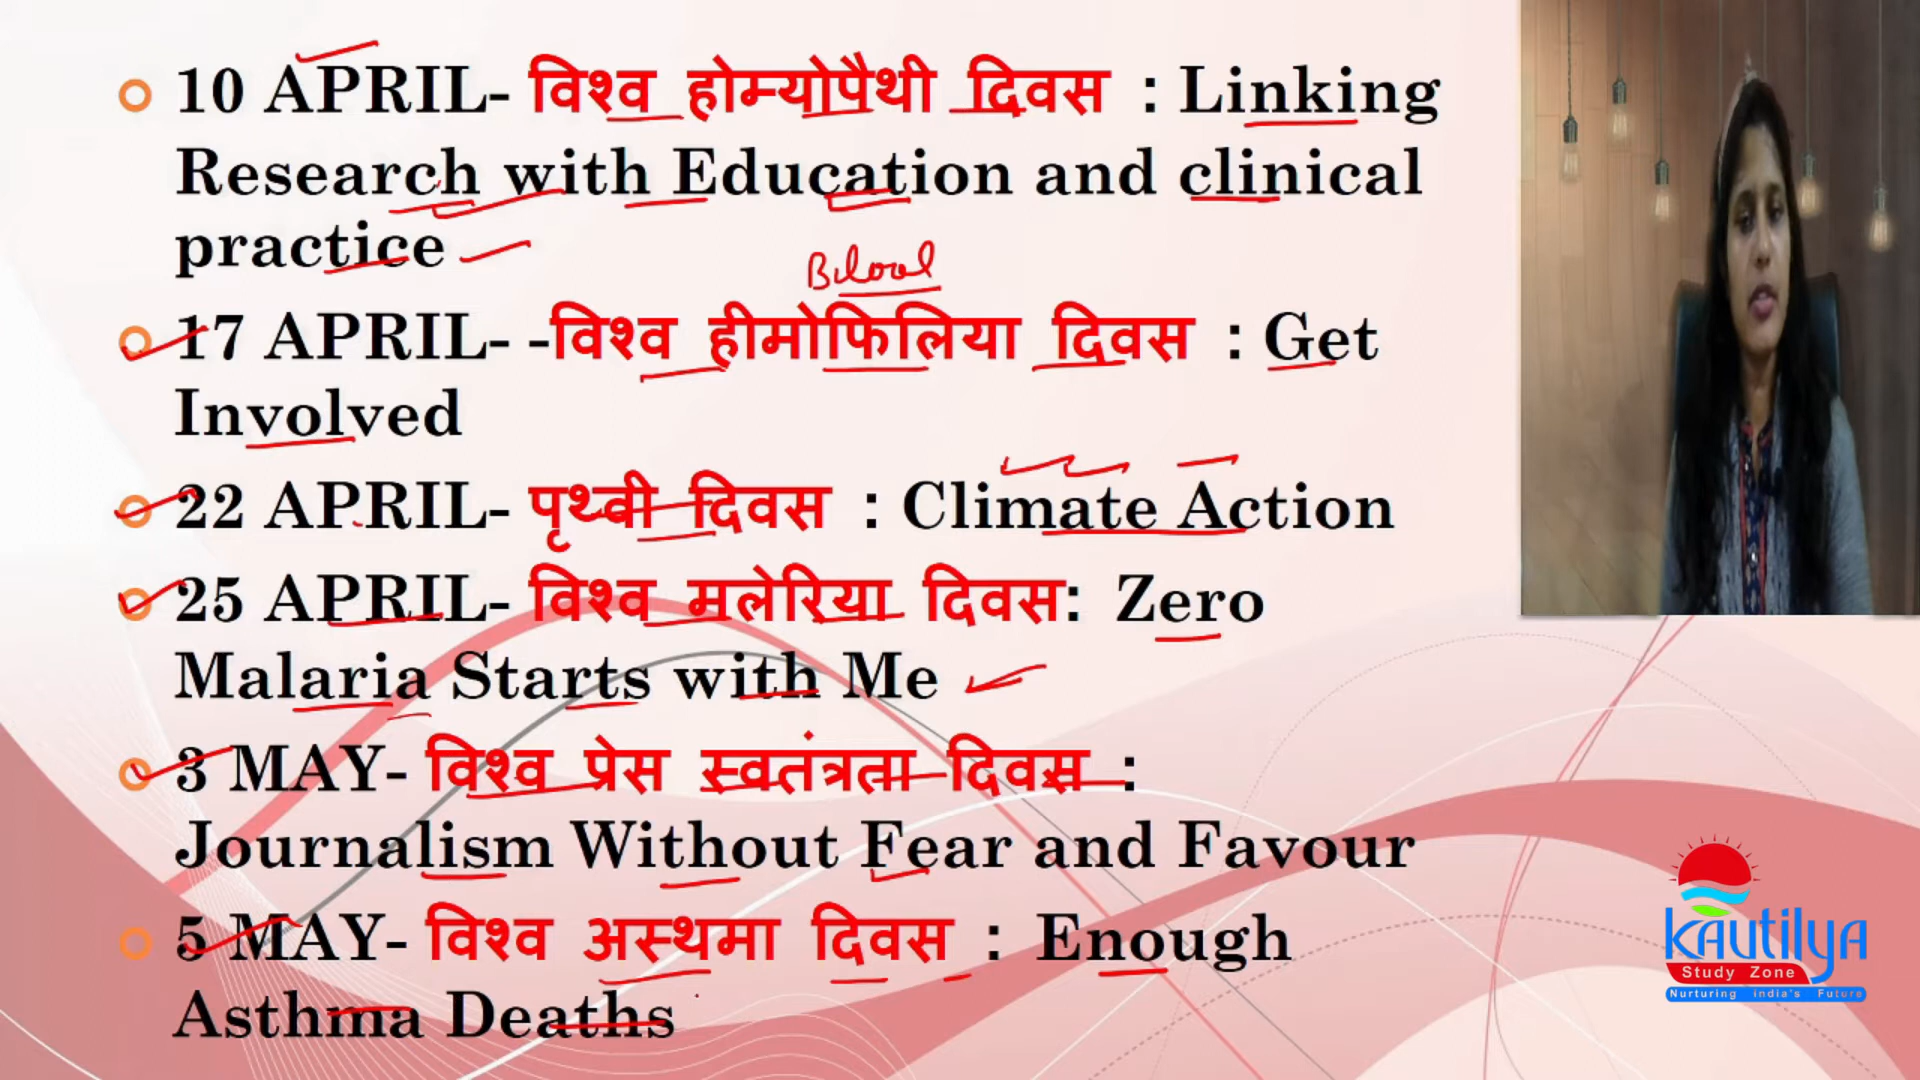 10 APRIL- विश्व होम्योपैथी दिवस : Linking
Research with Education and clinical
practice
Blood
17 APRIL- -विश्व हीमोफिलिया दिवस : Get
Involved
22 APRIL- पृथ्वी दिवस : Climate Action
25 APRIL- विश्व मलेरिया दिवस: Zero
Malaria Starts with Me
3 MAY- विश्व प्रेस स्वतंत्रता दिवस :
Journalism Without Fear and Favour
5 MAY- विश्व अस्थमा दिवस : Enough
Asthma Deaths
Kautilya
Study Zone
Nurturing india's Future